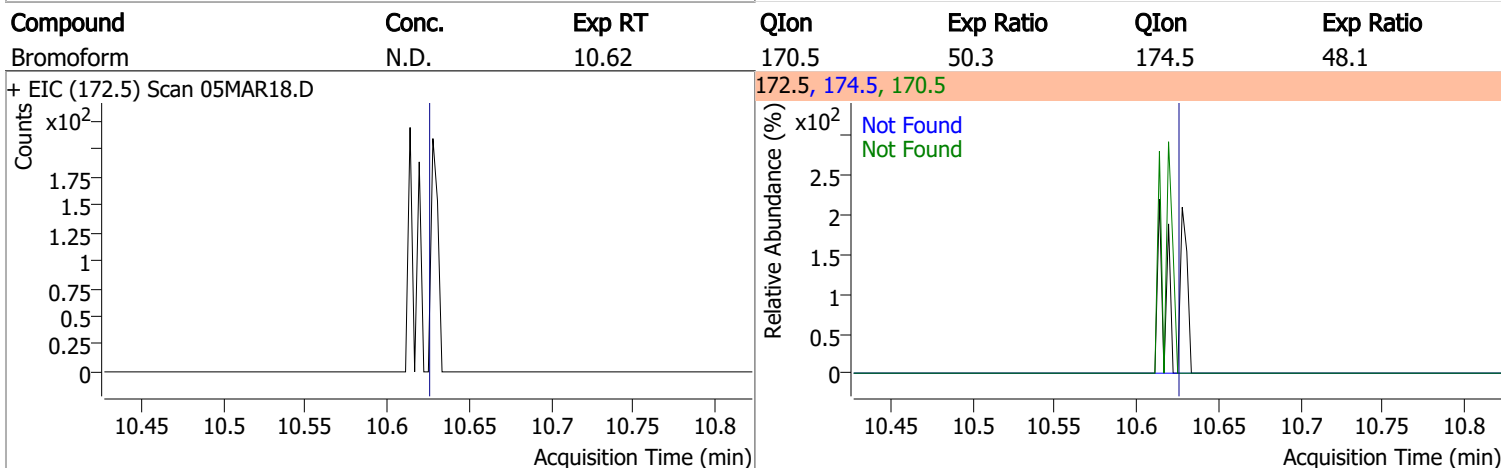 Compound Conc. Exp RT QIon Exp Ratio QIon Exp Ratio
Bromoform N.D. 10.62 170.5 50.3 174.5 48.1
+ EIC (172.5) Scan 05MAR18.D
Counts
x10²
1.75
1.5
1.25
1
0.75
0.5
0.25
0
10.45 10.5 10.55 10.6 10.65 10.7 10.75 10.8
Acquisition Time (min)
172.5, 174.5, 170.5
Relative Abundance (%)
x10²
Not Found
Not Found
2.5
2
1.5
1
0.5
0
10.45 10.5 10.55 10.6 10.65 10.7 10.75 10.8
Acquisition Time (min)